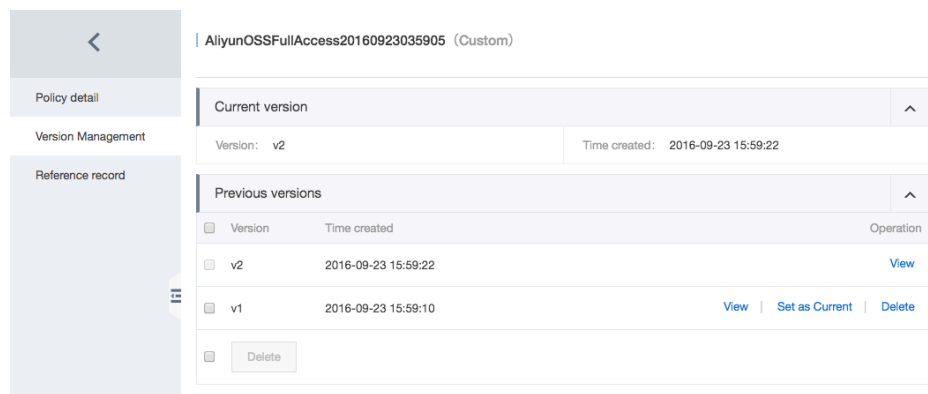 AliyunOSSFullAccess20160923035905 (Custom)
Policy detail
Version Management
Reference record
Current version
Version: v2 Time created: 2016-09-23 15:59:22
Previous versions
Version Time created Operation
v2 2016-09-23 15:59:22 View
v1 2016-09-23 15:59:10 View | Set as Current | Delete
Delete